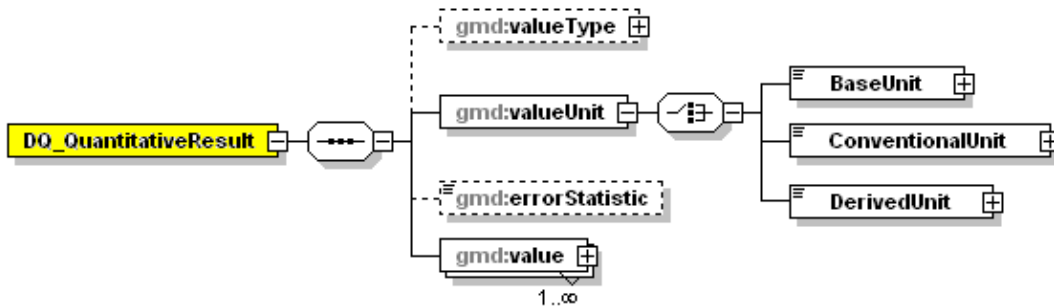 gmd:valueType
BaseUnit
gmd:valueUnit
DQ_QuantitativeResult
ConventionalUnit
gmd:errorStatistic
DerivedUnit
gmd:value
1..∞